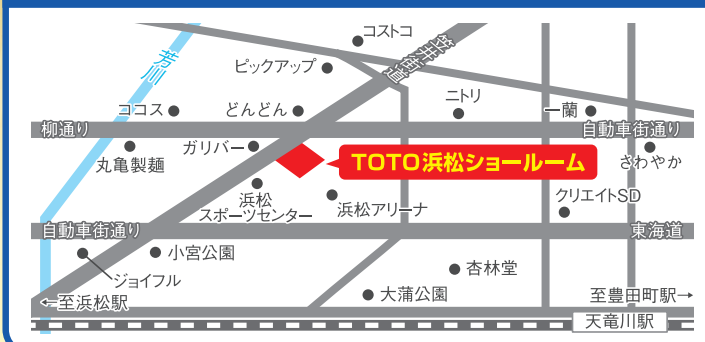 コストコ
笠井街道
芳川
ピックアップ
ニトリ
ココス
どんどん
一蘭
柳通り
自動車街通り
丸亀製麺
ガリバー
さわやか
TOTO浜松ショールーム
浜松
スポーツセンター
浜松アリーナ
クリエイトSD
自動車街通り
東海道
小宮公園
ジョイフル
杏林堂
大蒲公園
←至浜松駅
至豊田町駅→
天竜川駅